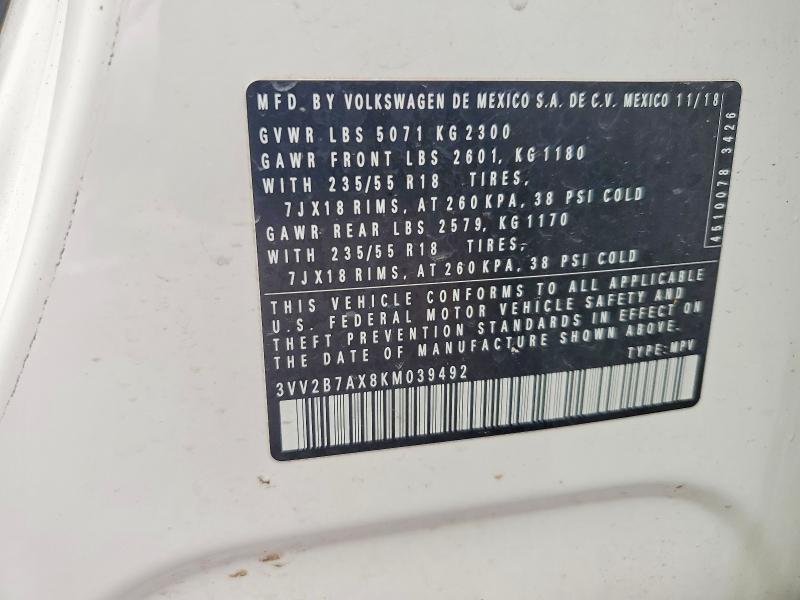 MFD. BY VOLKSWAGEN DE MEXICO S.A. DE C.V. MEXICO 11/18
GVWR LBS 5071 KG 2300
GAWR FRONT LBS 2601, KG 1180
WITH 235/55 R18 TIRES,
7JX18 RIMS, AT 260 KPA, 38 PSI COLD
GAWR REAR LBS 2579, KG 1170
WITH 235/55 R18 TIRES,
7JX18 RIMS, AT 260 KPA, 38 PSI COLD
4510078 3426
THIS VEHICLE CONFORMS TO ALL APPLICABLE
U.S. FEDERAL MOTOR VEHICLE SAFETY AND
THEFT PREVENTION STANDARDS IN EFFECT ON
THE DATE OF MANUFACTURE SHOWN ABOVE.
TYPE: MPV
3VV2B7AX8KM039492